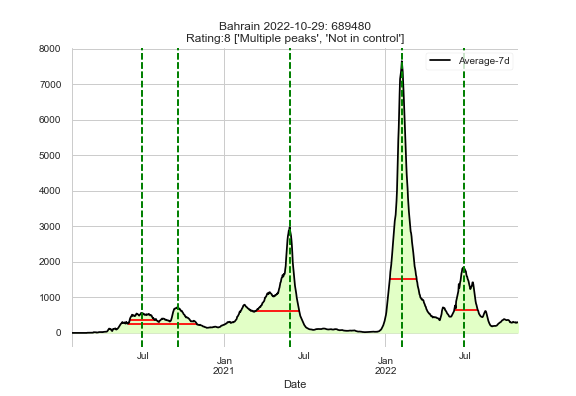 Bahrain 2022-10-29: 689480
Rating:8 ['Multiple peaks', 'Not in control']
8000
7000
6000
5000
4000
3000
2000
1000
0
Average-7d
Jul
Jan
2021
Jul
Jan
2022
Jul
Date